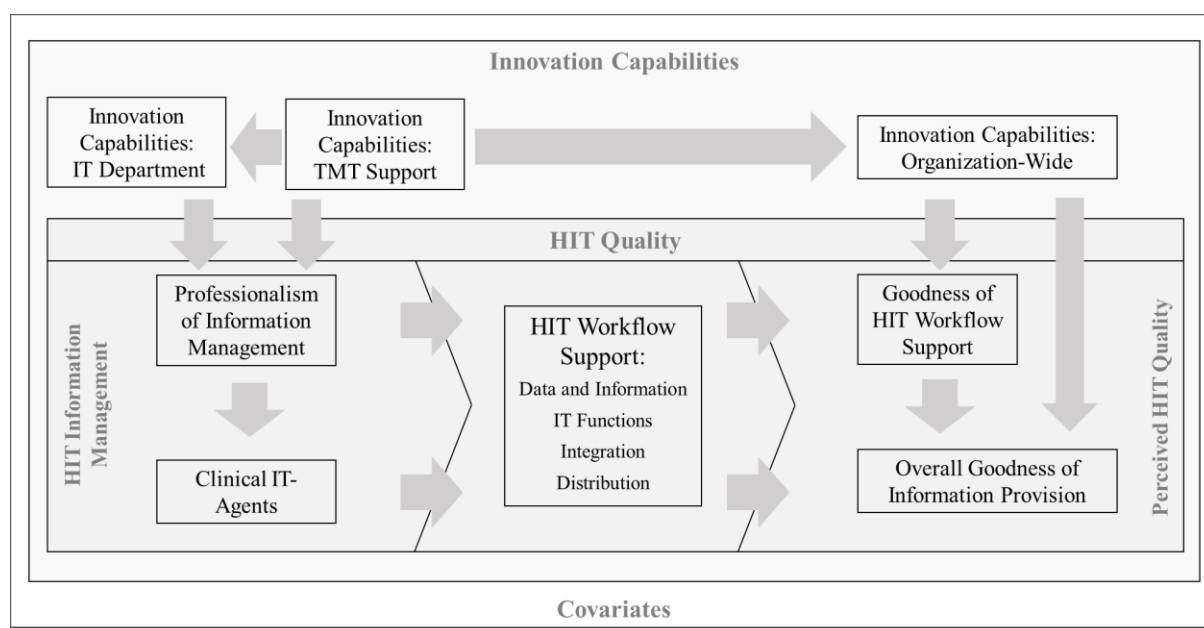 Innovation Capabilities
Innovation
Capabilities:
IT Department
Innovation
Capabilities:
TMT Support
Innovation Capabilities:
Organization-Wide
HIT Quality
HIT Information
Management
Professionalism
of Information
Management
Clinical IT-
Agents
HIT Workflow
Support:
Data and Information
IT Functions
Integration
Distribution
Goodness of
HIT Workflow
Support
Overall Goodness of
Information Provision
Perceived HIT Quality
Covariates